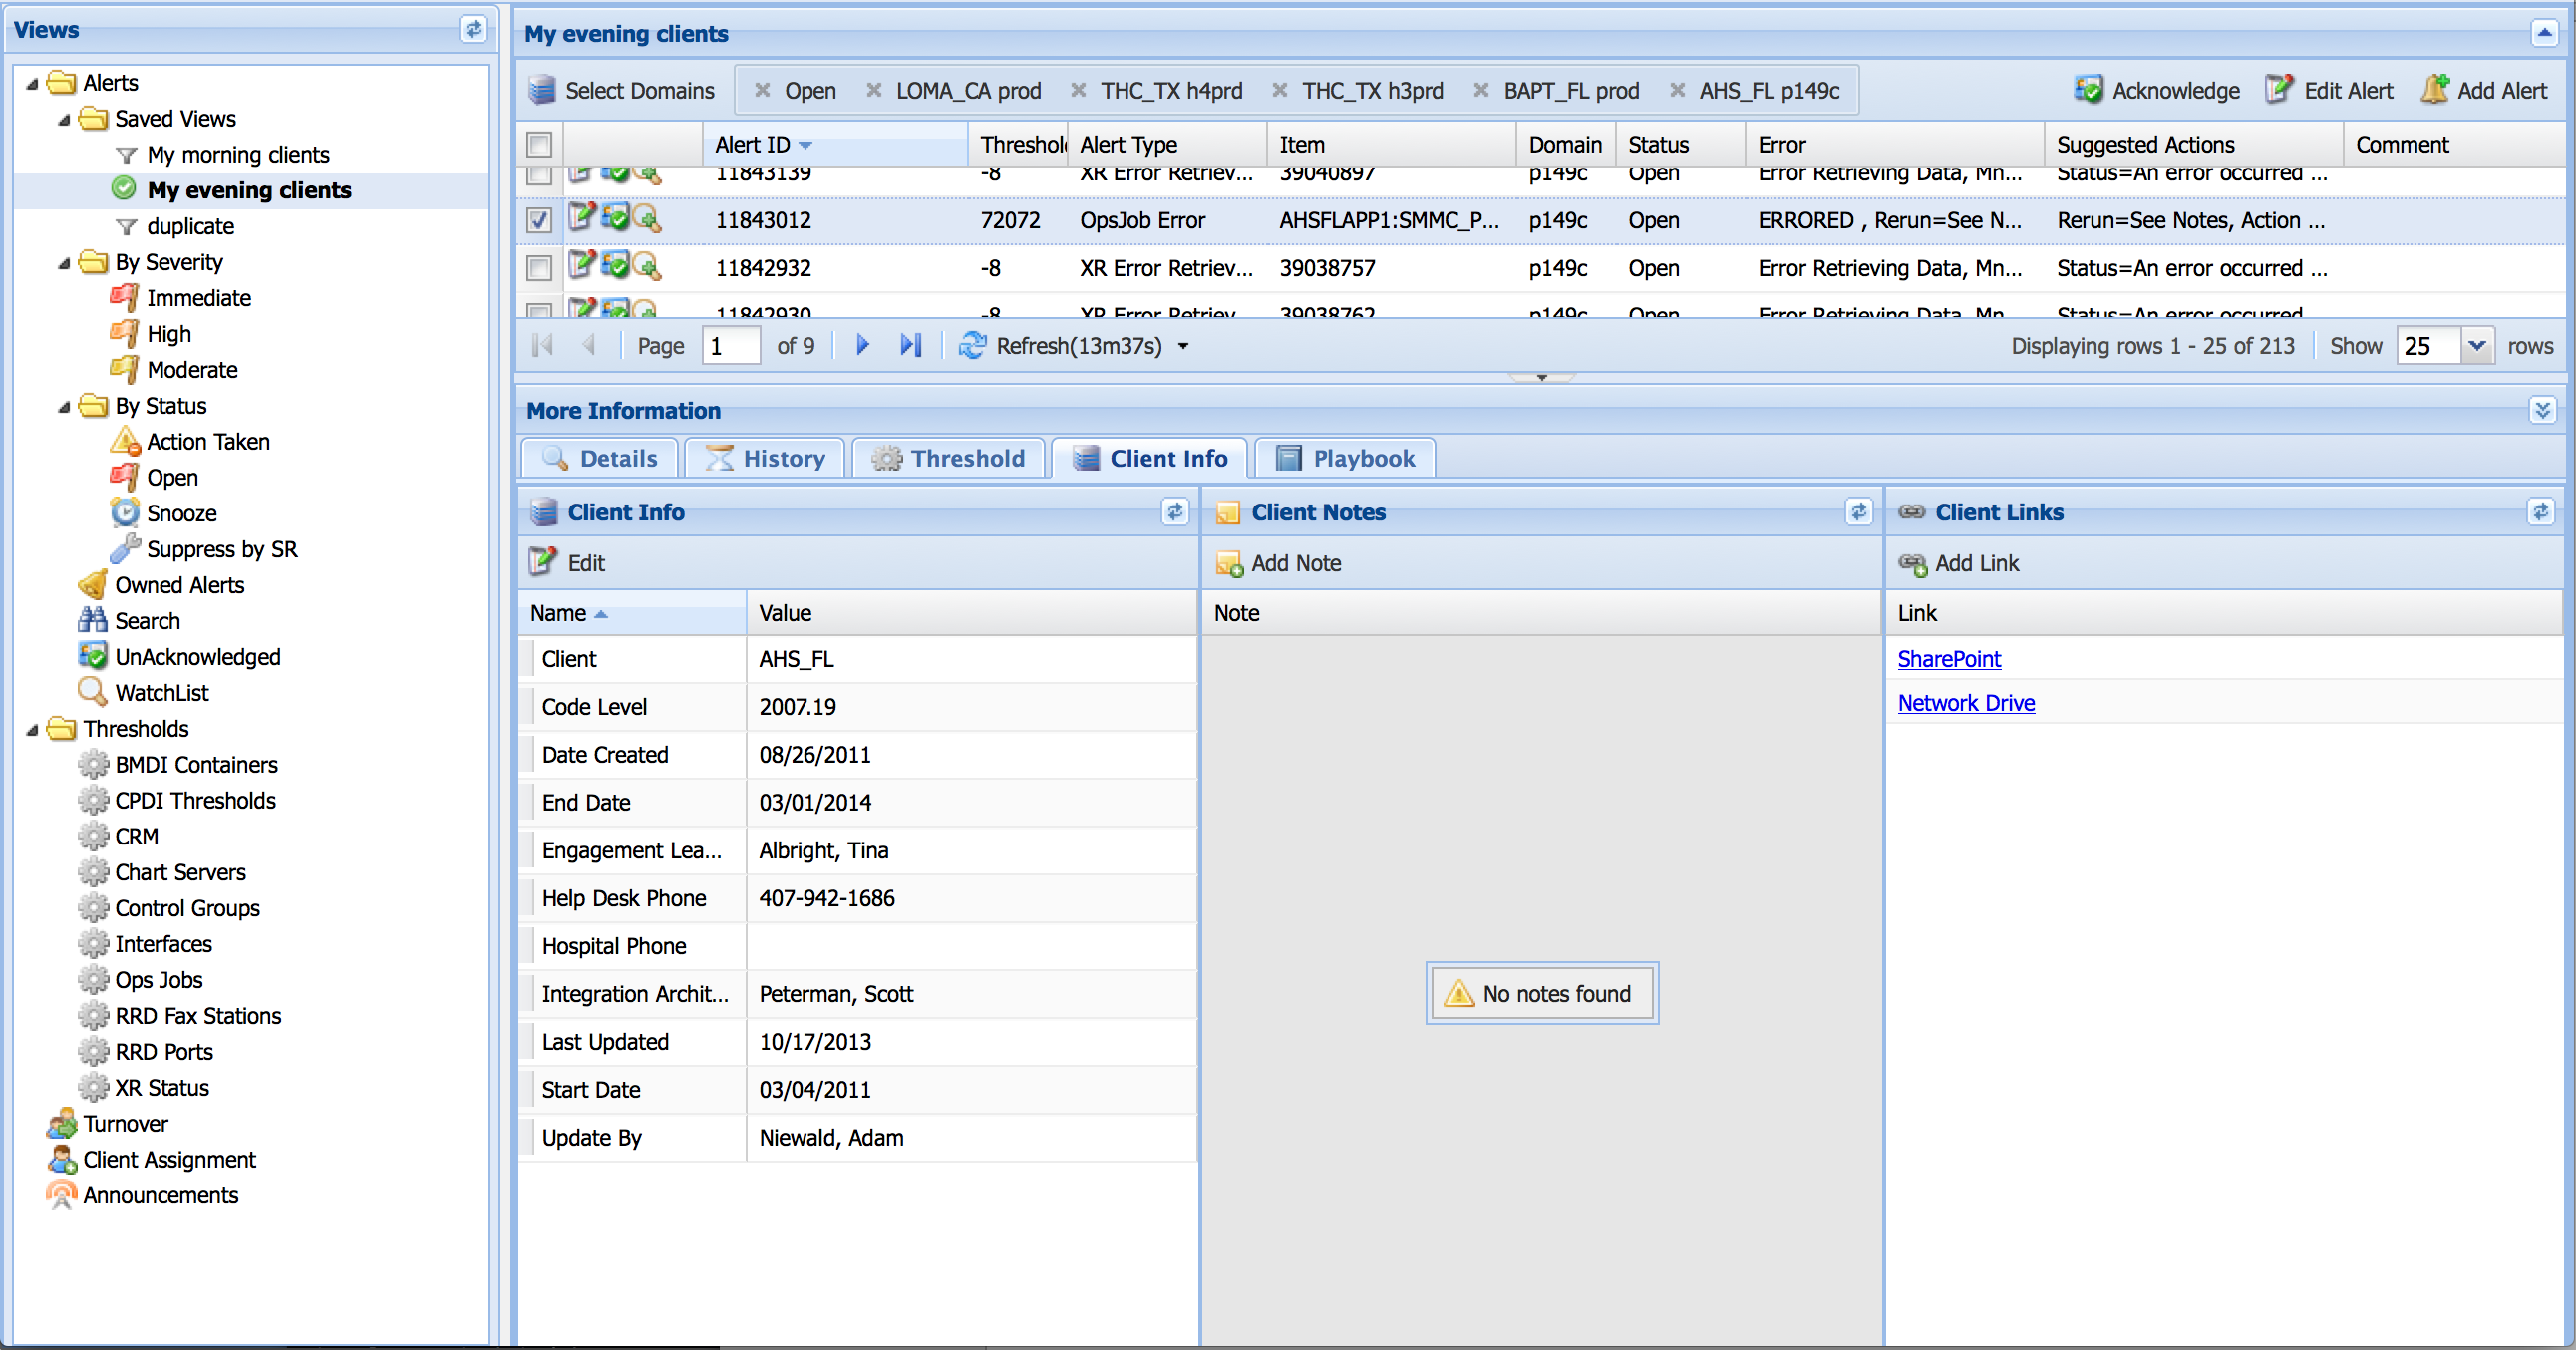 Views
Alerts
Saved Views
My morning clients
My evening clients
duplicate
By Severity
Immediate
High
Moderate
By Status
Action Taken
Open
Snooze
Suppress by SR
Owned Alerts
Search
UnAcknowledged
WatchList
Thresholds
BMDI Containers
CPDI Thresholds
CRM
Chart Servers
Control Groups
Interfaces
Ops Jobs
RRD Fax Stations
RRD Ports
XR Status
Turnover
Client Assignment
Announcements
My evening clients
Select Domains Open LOMA_CA prod THC_TX h4prd THC_TX h3prd BAPT_FL prod AHS_FL p149c Acknowledge Edit Alert Add Alert
Alert ID Threshol Alert Type Item Domain Status Error Suggested Actions Comment
11843139 -8 XR Error Retriev... 39040897 p149c Open Error Retrieving Data, Mn... Status=An error occurred ...
11843012 72072 OpsJob Error AHSFLAPP1:SMMC_P... p149c Open ERRORED , Rerun=See N... Rerun=See Notes, Action ...
11842932 -8 XR Error Retriev... 39038757 p149c Open Error Retrieving Data, Mn... Status=An error occurred ...
11842930 -8 XR Error Retriev... 39038762 p149c Open Error Retrieving Data, Mn... Status=An error occurred ...
Page 1 of 9 Refresh(13m37s) Displaying rows 1 - 25 of 213 Show 25 rows
More Information
Details History Threshold Client Info Playbook
Client Info
Edit
Name Value
Client AHS_FL
Code Level 2007.19
Date Created 08/26/2011
End Date 03/01/2014
Engagement Lea... Albright, Tina
Help Desk Phone 407-942-1686
Hospital Phone
Integration Archit... Peterman, Scott
Last Updated 10/17/2013
Start Date 03/04/2011
Update By Niewald, Adam
Client Notes
Add Note
Note
No notes found
Client Links
Add Link
Link
SharePoint
Network Drive